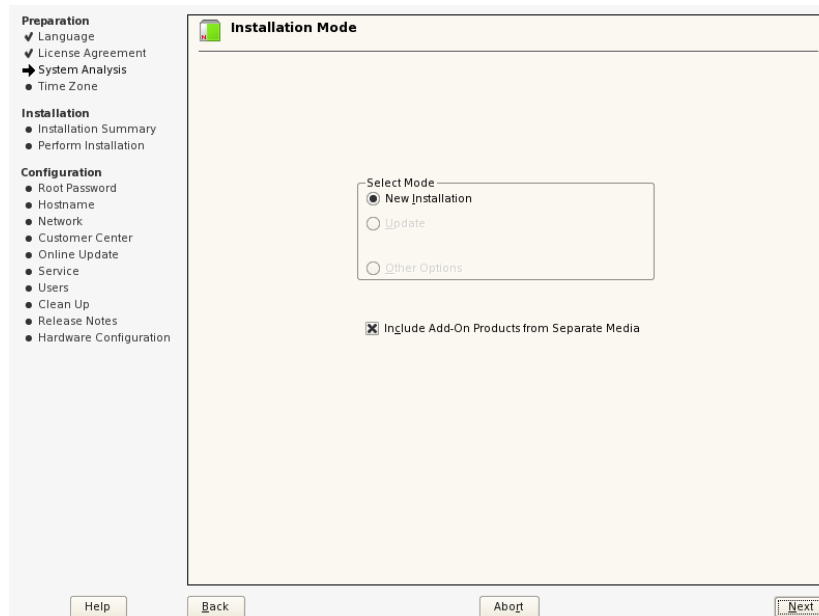 Preparation
Language
License Agreement
System Analysis
Time Zone
Installation
Installation Summary
Perform Installation
Configuration
Root Password
Hostname
Network
Customer Center
Online Update
Service
Users
Clean Up
Release Notes
Hardware Configuration
N
Installation Mode
Select Mode
New Installation
Update
Other Options
Include Add-On Products from Separate Media
Help
Back
Abort
Next